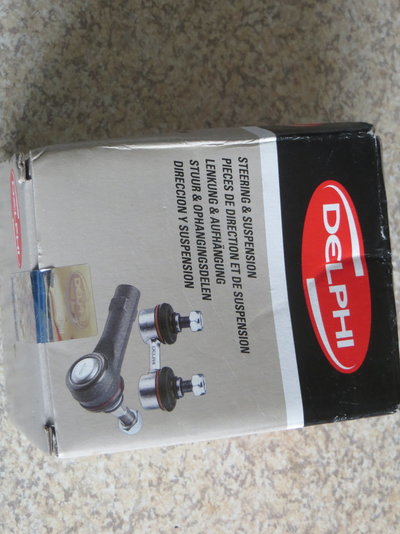 DELPHI
STEERING & SUSPENSION
PIECES DE DIRECTION ET DE SUSPENSION
LENKUNG & AUFHÄNGUNG
STUUR & OPHANGINGSDELEN
DIRECCION Y SUSPENSION